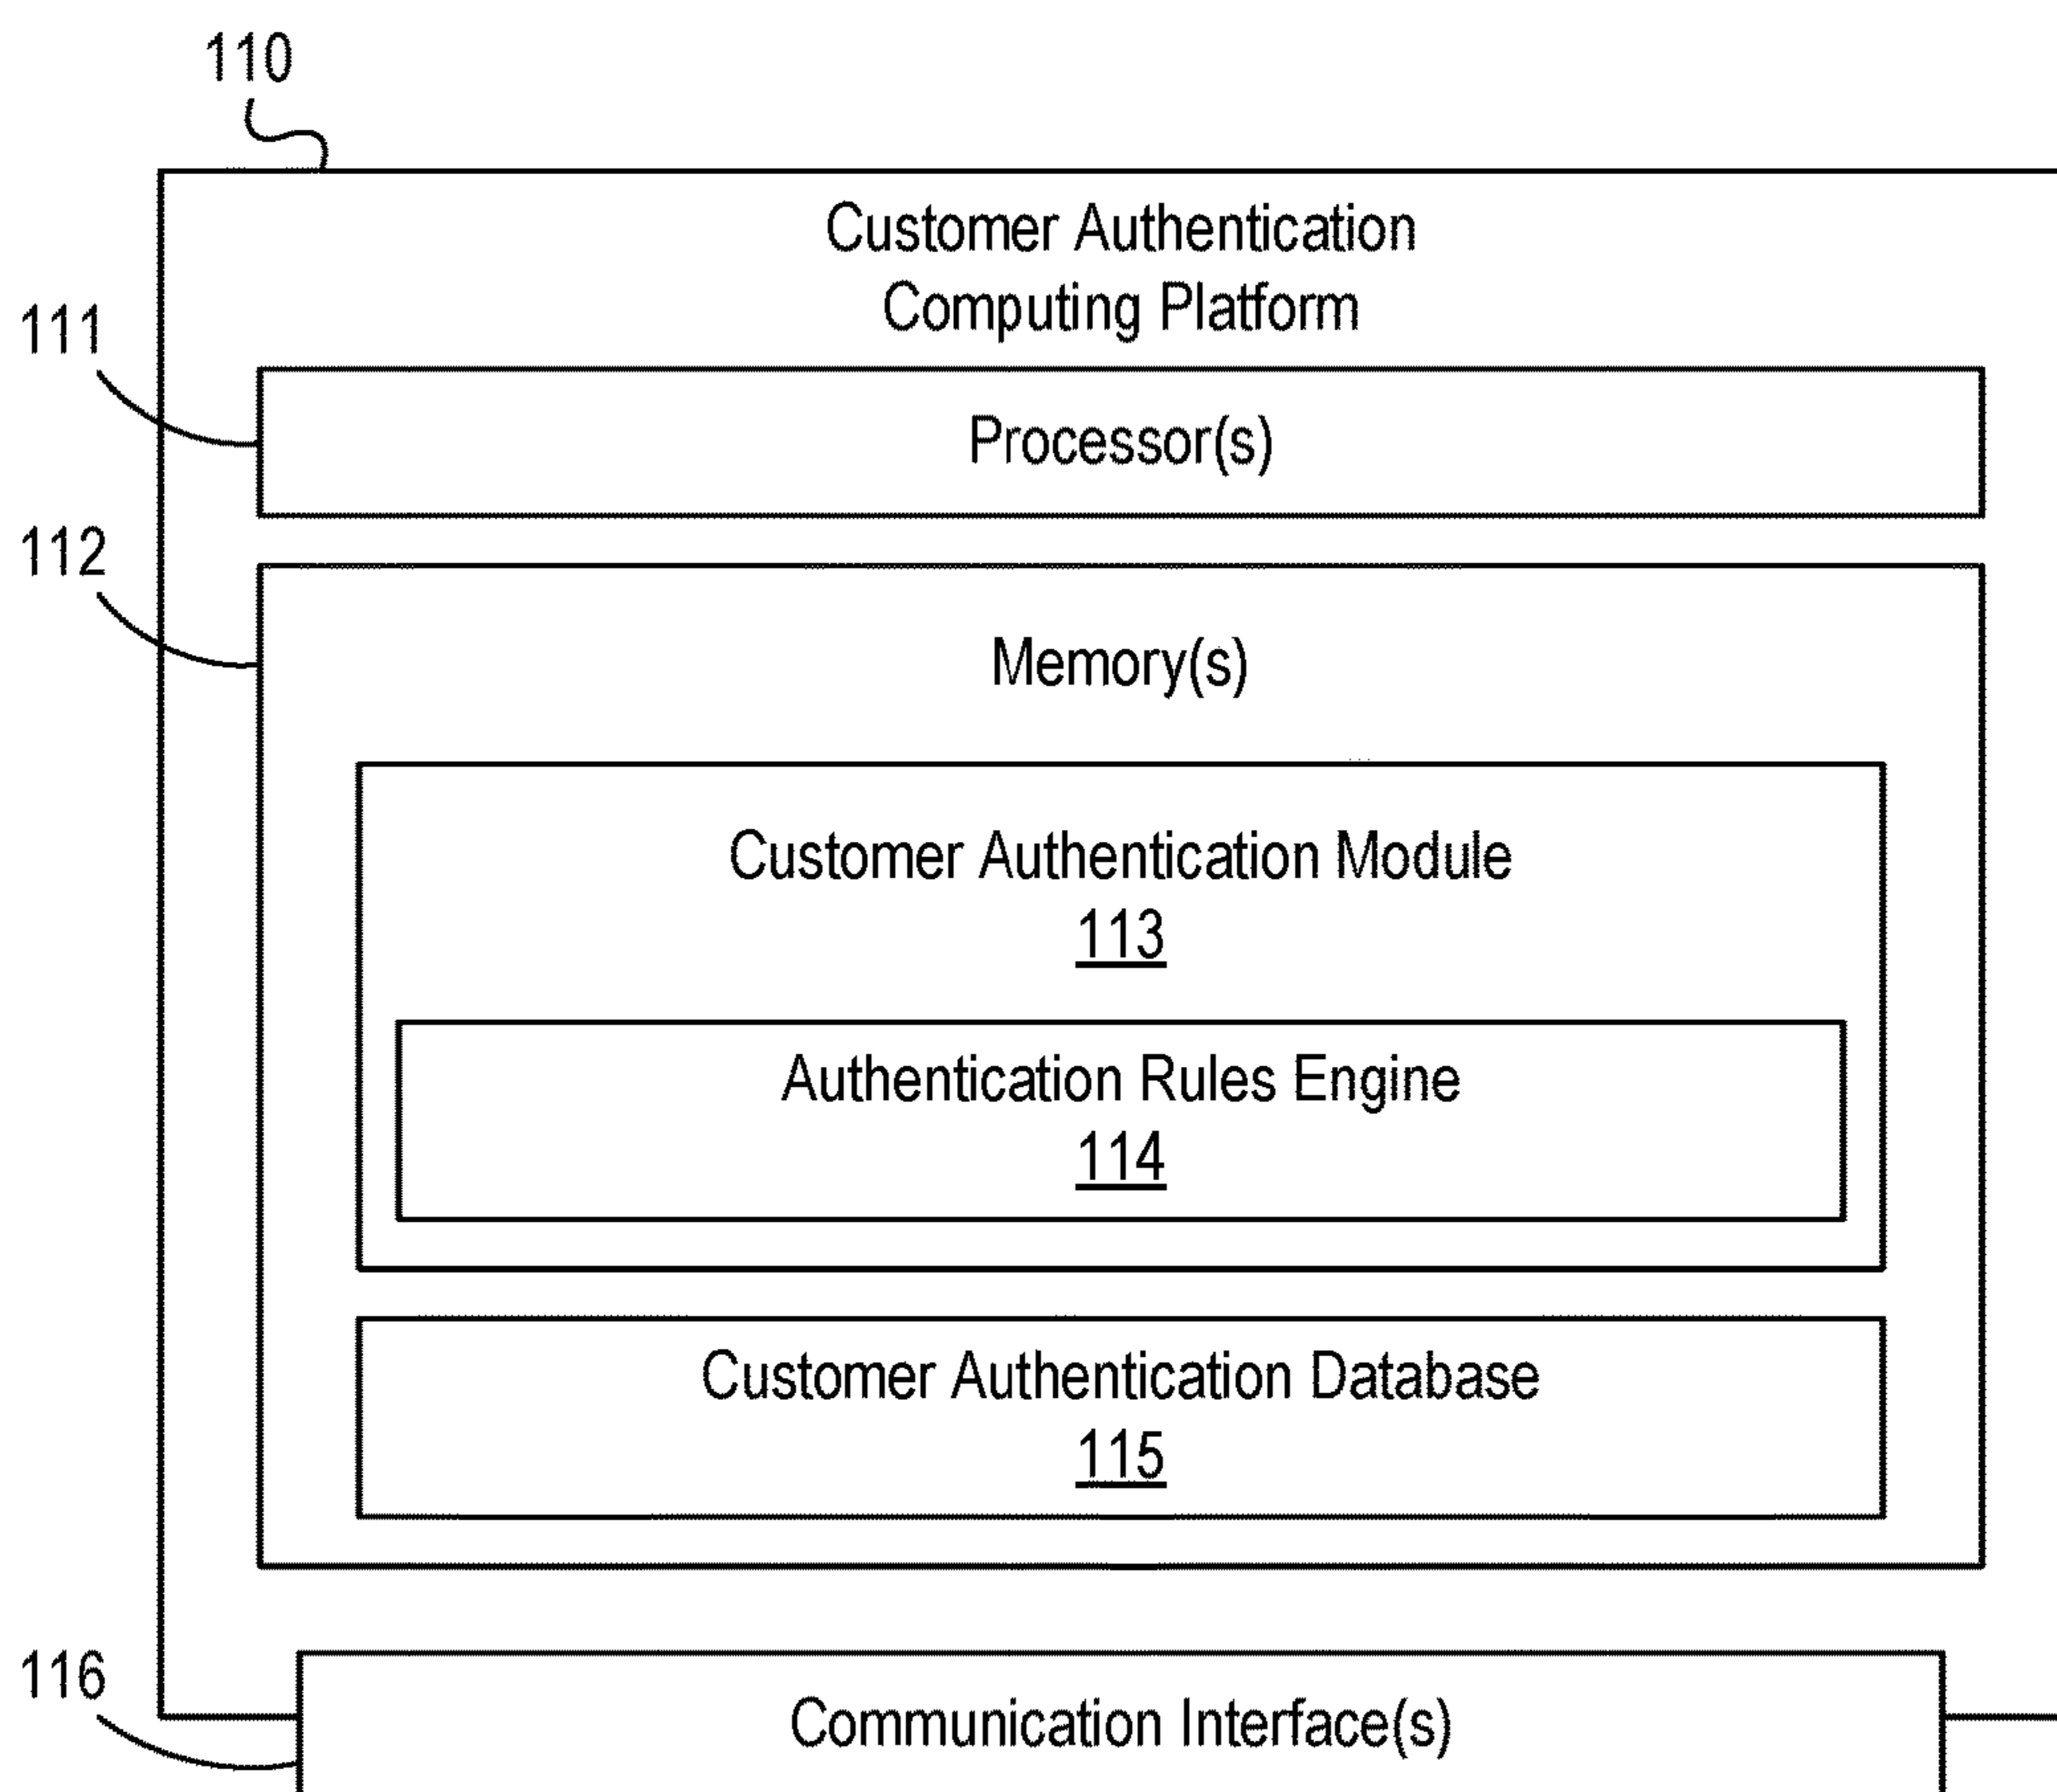 110
Customer Authentication
Computing Platform
111
Processor(s)
112
Memory(s)
Customer Authentication Module
113
Authentication Rules Engine
114
Customer Authentication Database
115
116
Communication Interface(s)